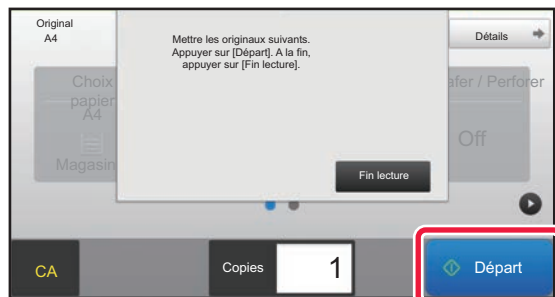 Original
A4
Mettre les originaux suivants.
Appuyer sur [Départ]. A la fin,
appuyer sur [Fin lecture].
Détails
Choix
papier
A4
Magasin
afer / Perforer
Off
Fin lecture
CA
Copies
1
Départ